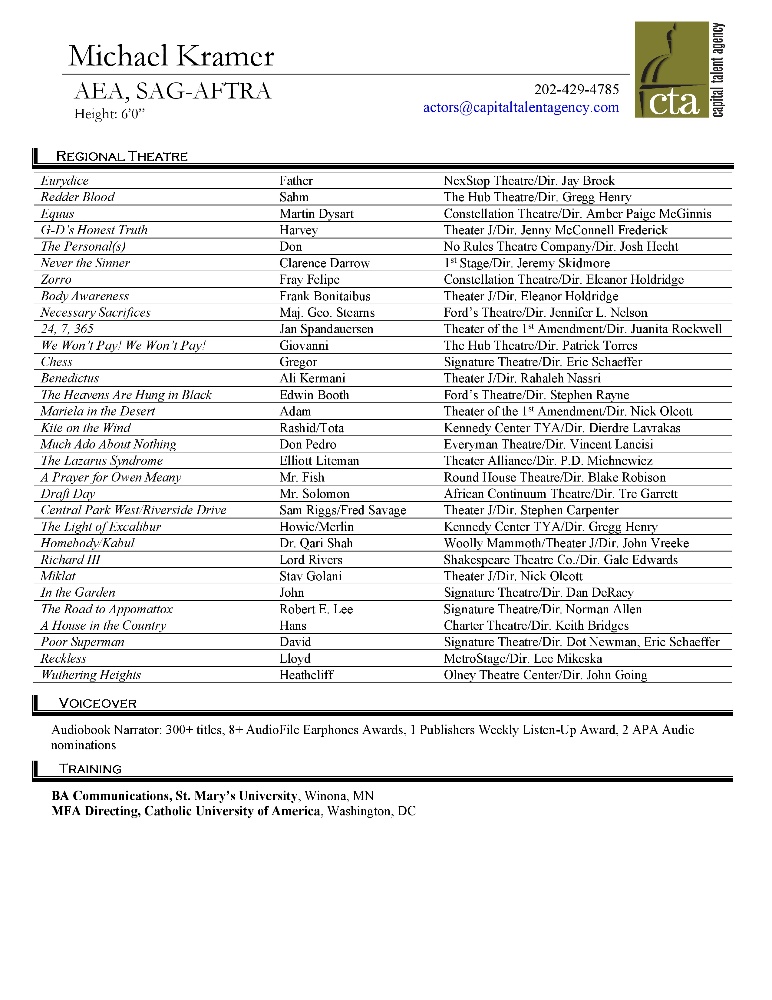 Michael Kramer
AEA, SAG-AFTRA
Height: 6'0"
202-429-4785
actors@capitaltalentagency.com
cta
capital talent agency
REGIONAL THEATRE
Eurydice Father NexStop Theatre/Dir. Jay Brock
Redder Blood Sahm The Hub Theatre/Dir. Gregg Henry
Equus Martin Dysart Constellation Theatre/Dir. Amber Paige McGinnis
G-D's Honest Truth Harvey Theater J/Dir. Jenny McConnell Frederick
The Personal(s) Don No Rules Theatre Company/Dir. Josh Hecht
Never the Sinner Clarence Darrow 1st Stage/Dir. Jeremy Skidmore
Zorro Fray Felipe Constellation Theatre/Dir. Eleanor Holdridge
Body Awareness Frank Bonitaibus Theater J/Dir. Eleanor Holdridge
Necessary Sacrifices Maj. Geo. Stearns Ford's Theatre/Dir. Jennifer L. Nelson
24, 7, 365 Jan Spandauersen Theater of the 1st Amendment/Dir. Juanita Rockwell
We Won't Pay! We Won't Pay! Giovanni The Hub Theatre/Dir. Patrick Torres
Chess Gregor Signature Theatre/Dir. Eric Schaeffer
Benedictus Ali Kermani Theater J/Dir. Rahaleh Nassri
The Heavens Are Hung in Black Edwin Booth Ford's Theatre/Dir. Stephen Rayne
Mariela in the Desert Adam Theater of the 1st Amendment/Dir. Nick Olcott
Kite on the Wind Rashid/Tota Kennedy Center TYA/Dir. Dierdre Lavrakas
Much Ado About Nothing Don Pedro Everyman Theatre/Dir. Vincent Lancisi
The Lazarus Syndrome Elliott Liteman Theater Alliance/Dir. P.D. Michnewicz
A Prayer for Owen Meany Mr. Fish Round House Theatre/Dir. Blake Robison
Draft Day Mr. Solomon African Continuum Theatre/Dir. Tre Garrett
Central Park West/Riverside Drive Sam Riggs/Fred Savage Theater J/Dir. Stephen Carpenter
The Light of Excalibur Howie/Merlin Kennedy Center TYA/Dir. Gregg Henry
Homebody/Kabul Dr. Qari Shah Woolly Mammoth/Theater J/Dir. John Vreeke
Richard III Lord Rivers Shakespeare Theatre Co./Dir. Gale Edwards
Miklat Stav Golani Theater J/Dir. Nick Olcott
In the Garden John Signature Theatre/Dir. Dan DeRaey
The Road to Appomattox Robert E. Lee Signature Theatre/Dir. Norman Allen
A House in the Country Hans Charter Theatre/Dir. Keith Bridges
Poor Superman David Signature Theatre/Dir. Dot Newman, Eric Schaeffer
Reckless Lloyd MetroStage/Dir. Lee Mikeska
Wuthering Heights Heathcliff Olney Theatre Center/Dir. John Going
VOICEOVER
Audiobook Narrator: 300+ titles, 8+ AudioFile Earphones Awards, 1 Publishers Weekly Listen-Up Award, 2 APA Audie
nominations
TRAINING
BA Communications, St. Mary's University, Winona, MN
MFA Directing, Catholic University of America, Washington, DC